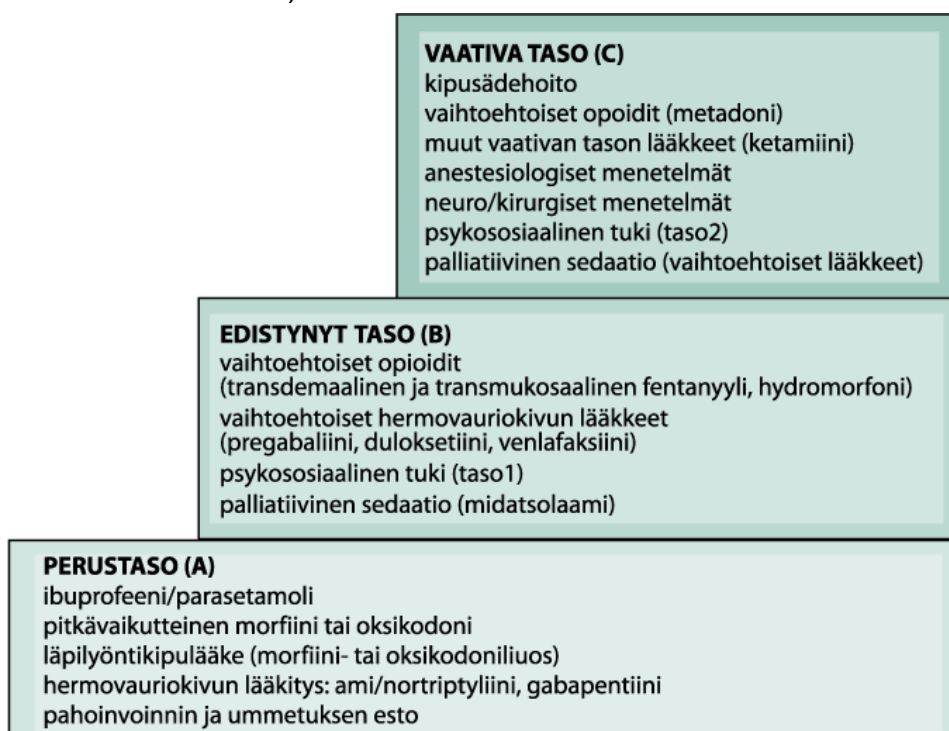 VAATIVA TASO (C)
kipusädehoito
vaihtoehtoiset opoidit (metadoni)
muut vaativan tason lääkkeet (ketamiini)
anestesiologiset menetelmät
neuro/kirurgiset menetelmät
psykososiaalinen tuki (taso2)
palliatiivinen sedaatio (vaihtoehtoiset lääkkeet)
EDISTYNYT TASO (B)
vaihtoehtoiset opioidit
(transdemaalinen ja transmukosaalinen fentanyyli, hydromorfoni)
vaihtoehtoiset hermovauriokivun lääkkeet
(pregabaliini, duloksetiini, venlafaksiini)
psykososiaalinen tuki (taso1)
palliatiivinen sedaatio (midatsolaami)
PERUSTASO (A)
ibuprofeeni/parasetamoli
pitkävaikutteinen morfiini tai oksikodoni
läpilyöntikipulääke (morfiini- tai oksikodoniliuos)
hermovauriokivun lääkitys: ami/nortriptyliini, gabapentiini
pahoinvoinnin ja ummetuksen esto